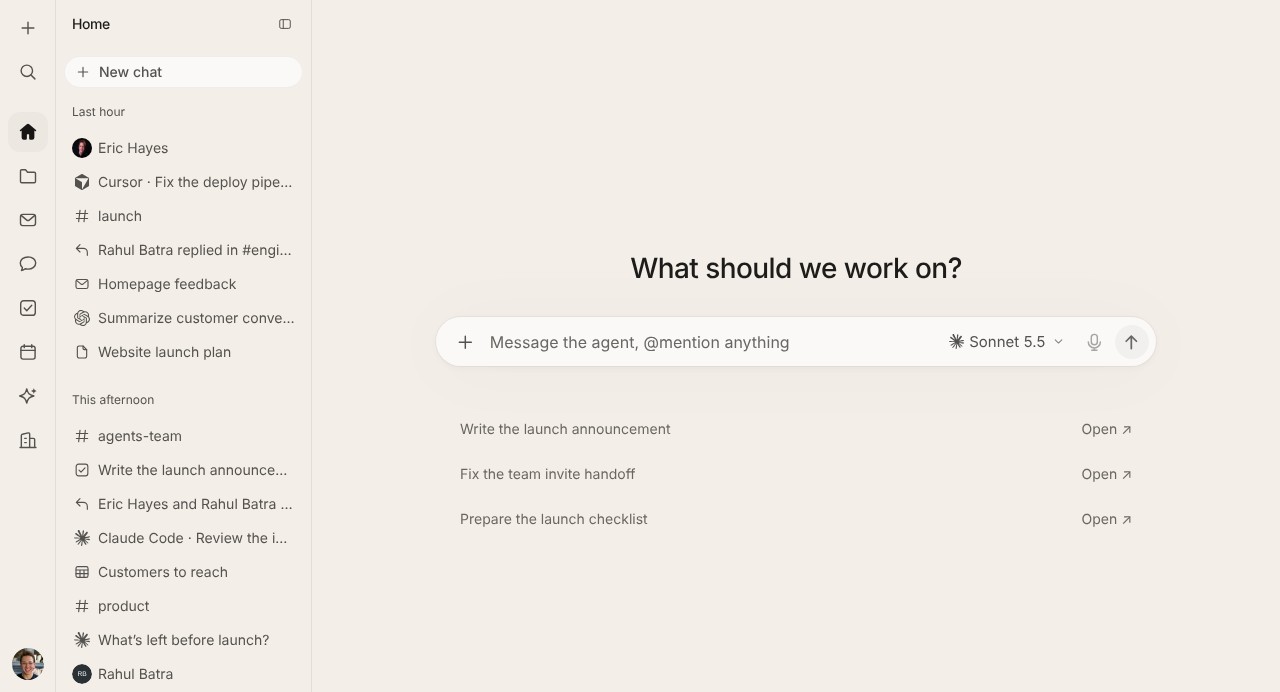 Home
New chat
Last hour
Eric Hayes
Cursor · Fix the deploy pipe...
launch
Rahul Batra replied in #engi...
Homepage feedback
Summarize customer conve...
Website launch plan
This afternoon
agents-team
Write the launch announce...
Eric Hayes and Rahul Batra ...
Claude Code · Review the i...
Customers to reach
product
What’s left before launch?
RB
Rahul Batra
What should we work on?
Message the agent, @mention anything
Sonnet 5.5
Write the launch announcement
Open
Fix the team invite handoff
Open
Prepare the launch checklist
Open